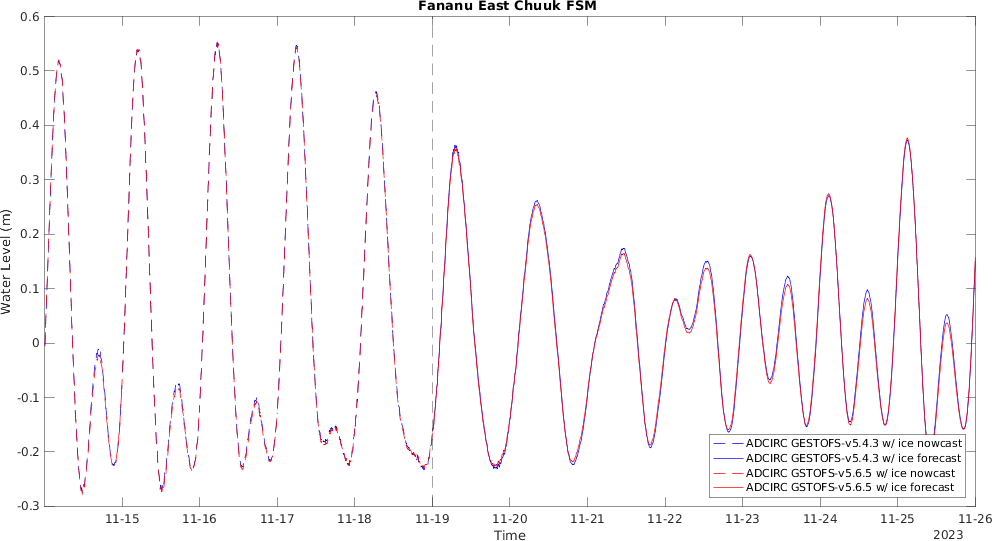 Fananu East Chuuk FSM
0.6
0.5
0.4
0.3
0.2
0.1
0
-0.1
-0.2
-0.3
Water Level (m)
ADCIRC GESTOFS-v5.4.3 w/ ice nowcast
ADCIRC GESTOFS-v5.4.3 w/ ice forecast
ADCIRC GSTOFS-v5.6.5 w/ ice nowcast
ADCIRC GSTOFS-v5.6.5 w/ ice forecast
11-15 11-16 11-17 11-18 11-19 11-20 11-21 11-22 11-23 11-24 11-25 11-26
Time
2023